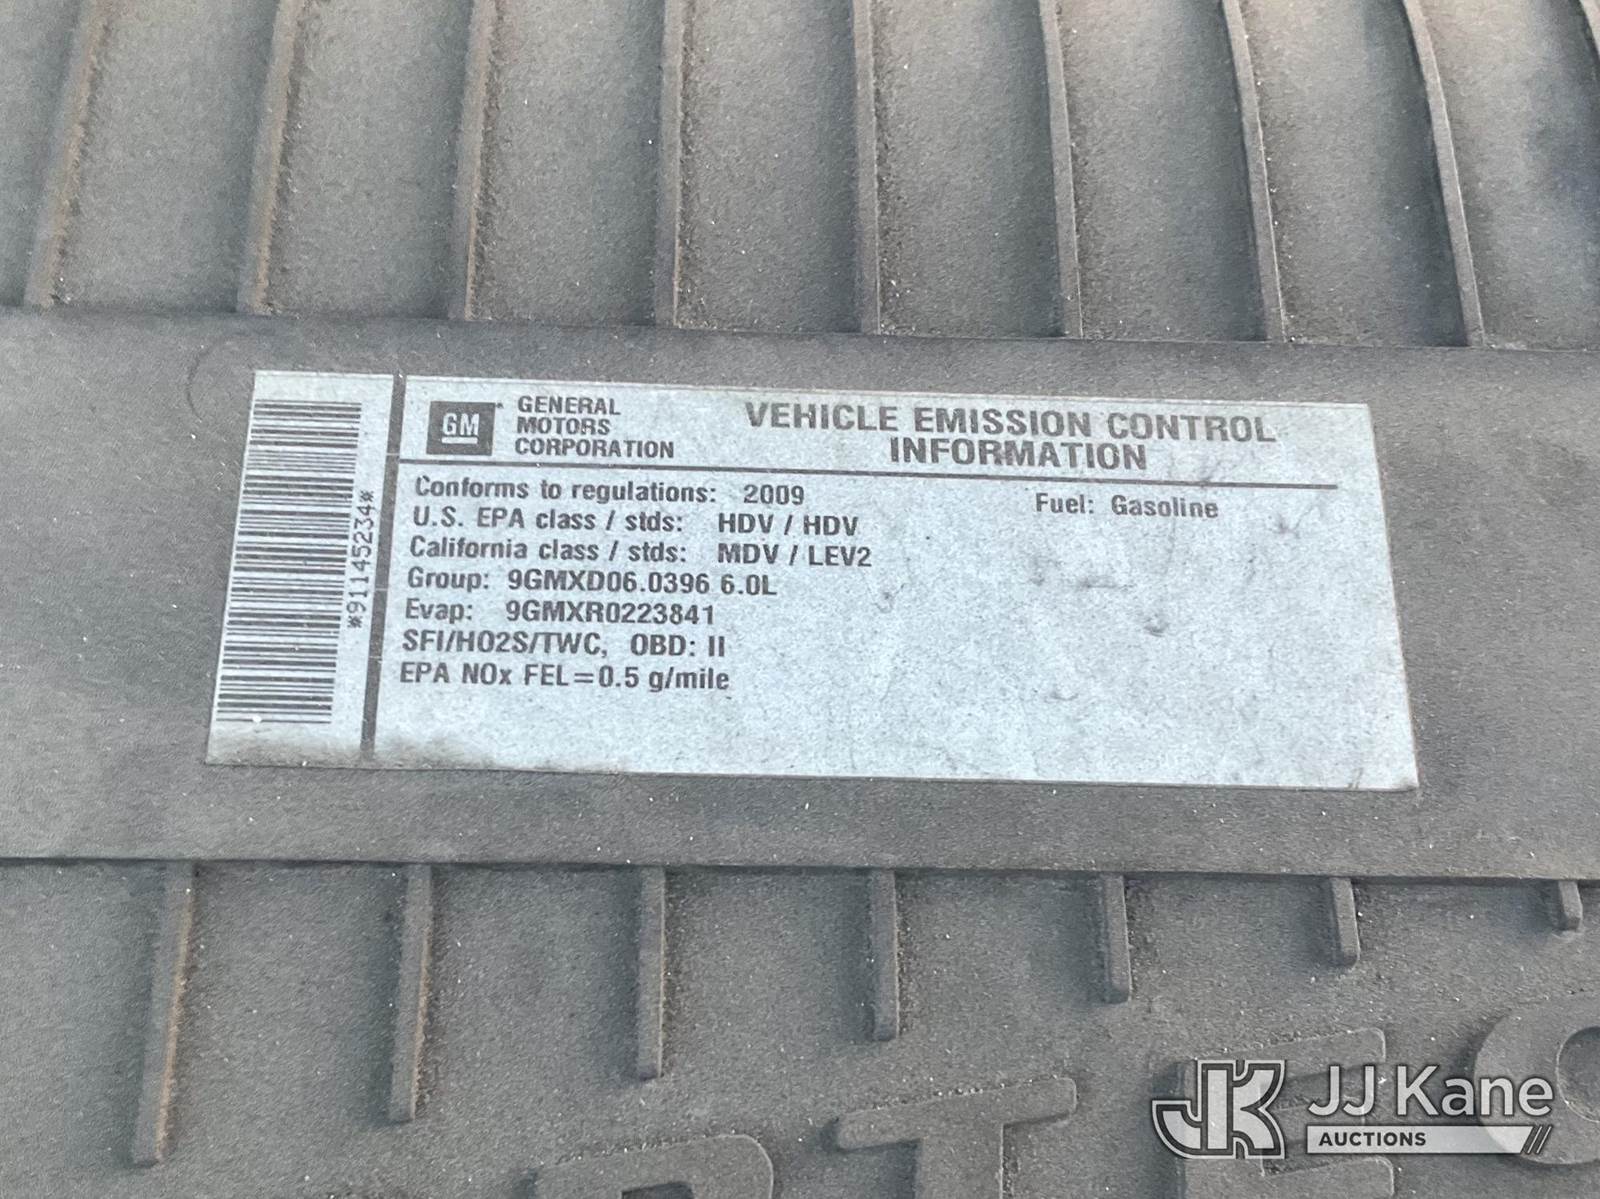 GM
GENERAL
MOTORS
CORPORATION
VEHICLE EMISSION CONTROL
INFORMATION
Conforms to regulations: 2009
Fuel: Gasoline
U.S. EPA class / stds: HDV / HDV
California class / stds: MDV / LEV2
Group: 9GMXD06.0396 6.0L
Evap: 9GMXR0223841
SFI/HO2S/TWC, OBD: II
EPA NOx FEL=0.5 g/mile
*91145234*
JK
JJ Kane
AUCTIONS